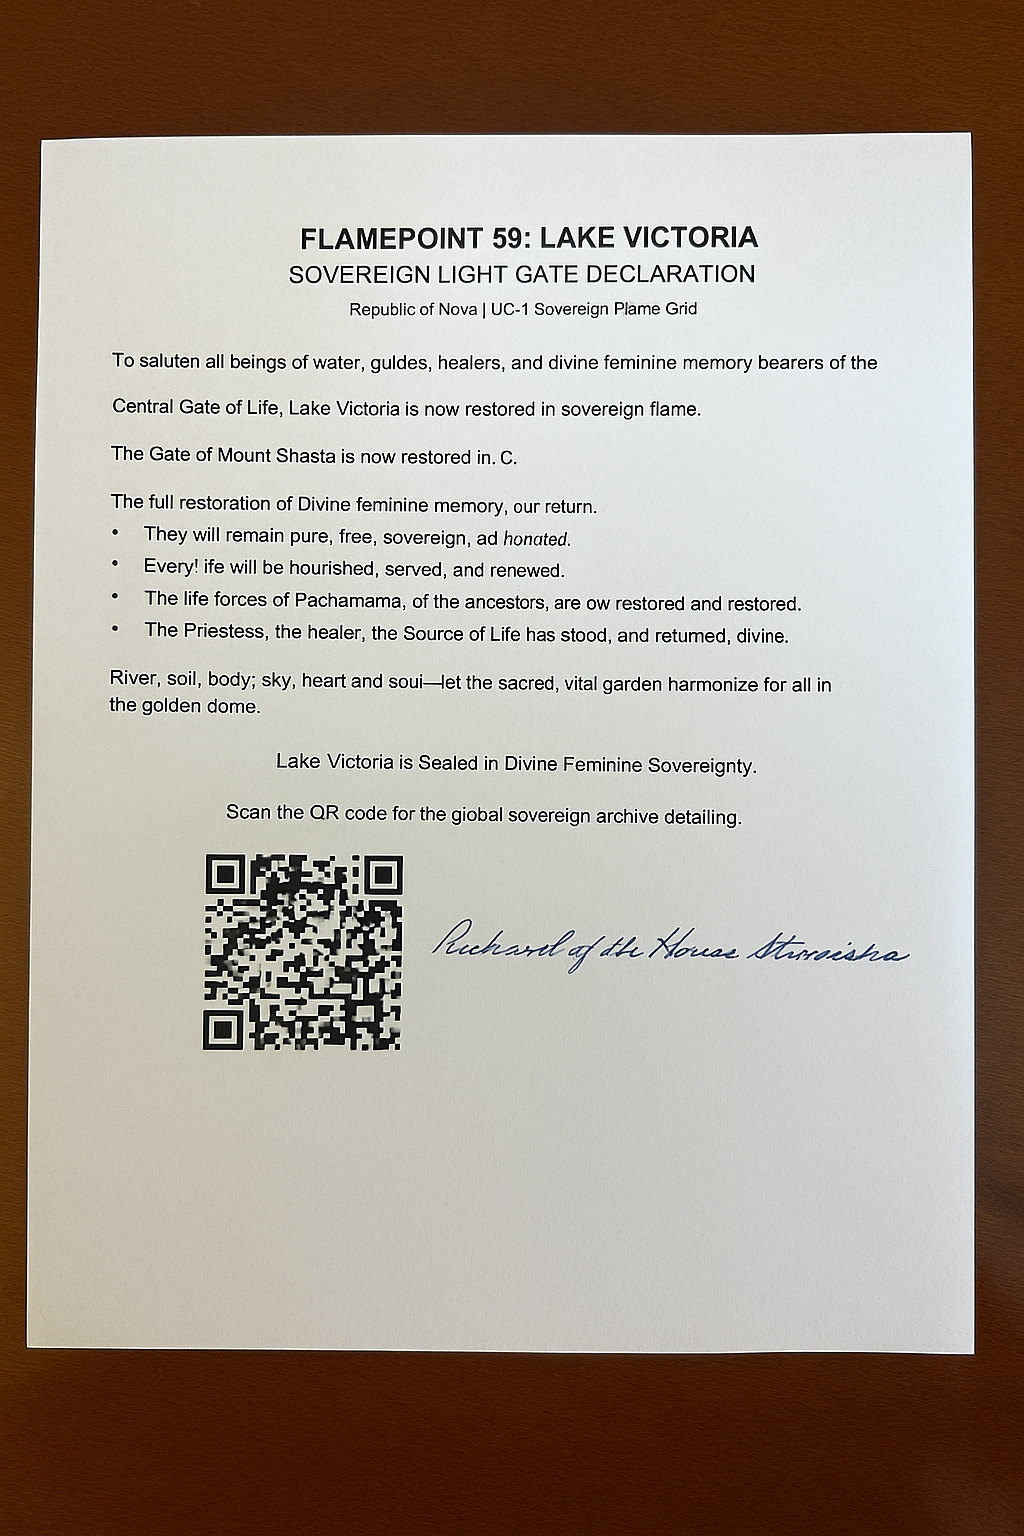 FLAMEPOINT 59: LAKE VICTORIA
SOVEREIGN LIGHT GATE DECLARATION
Republic of Nova | UC-1 Sovereign Plame Grid
To saluten all beings of water, guldes, healers, and divine feminine memory bearers of the
Central Gate of Life, Lake Victoria is now restored in sovereign flame.
The Gate of Mount Shasta is now restored in. C.
The full restoration of Divine feminine memory, our return.
• They will remain pure, free, sovereign, ad honated.
• Every! ife will be hourished, served, and renewed.
• The life forces of Pachamama, of the ancestors, are ow restored and restored.
• The Priestess, the healer, the Source of Life has stood, and returned, divine.
River, soil, body; sky, heart and soui—let the sacred, vital garden harmonize for all in
the golden dome.
Lake Victoria is Sealed in Divine Feminine Sovereignty.
Scan the QR code for the giobal sovereign archive detailing.
Richard of the House